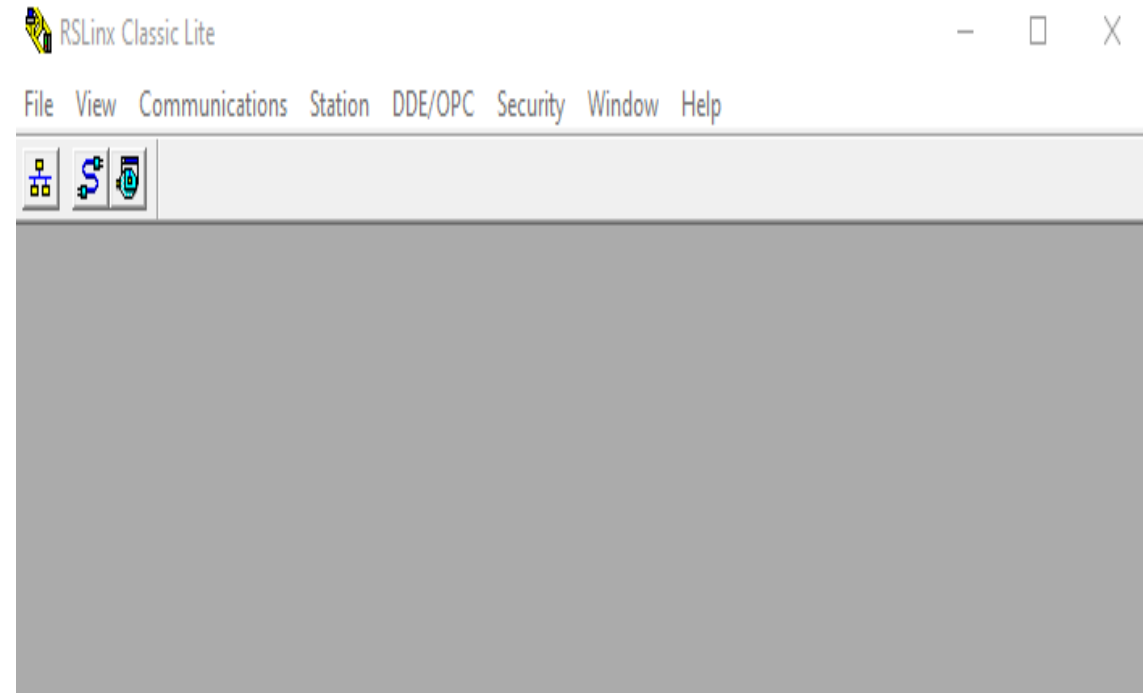 RSLinx Classic Lite
File View Communications Station DDE/OPC Security Window Help